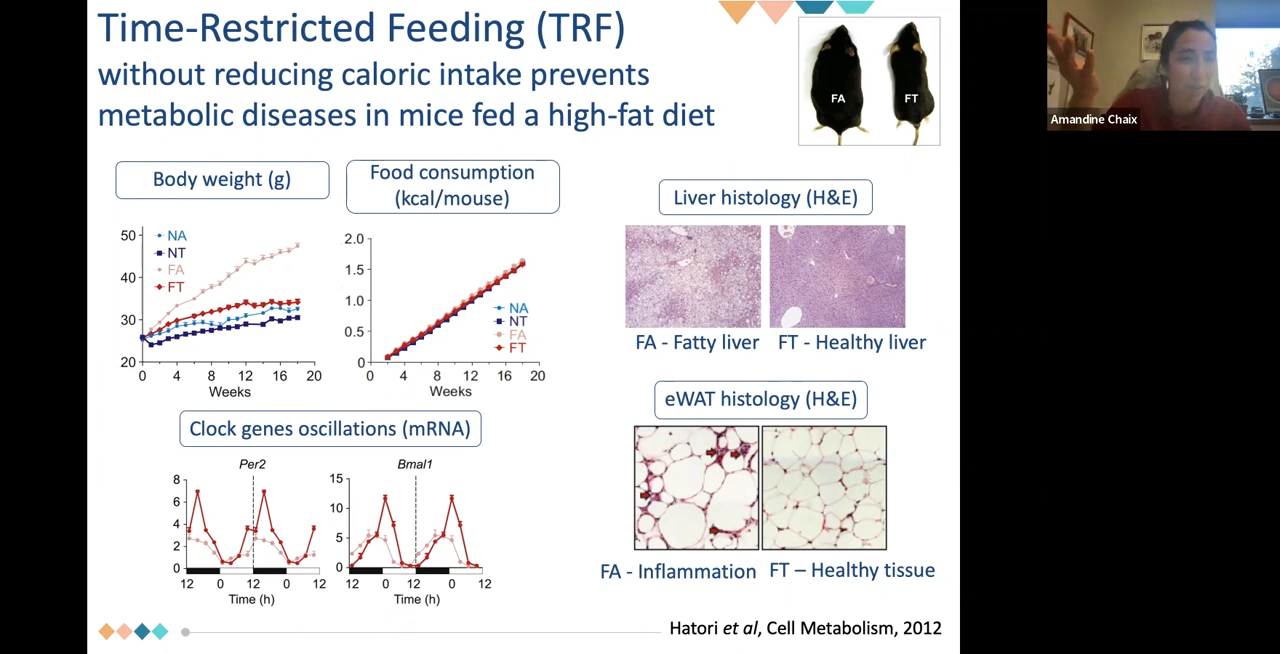 Time-Restricted Feeding (TRF)
without reducing caloric intake prevents
metabolic diseases in mice fed a high-fat diet
FA
FT
Amandine Chaix
Body weight (g)
50
40
30
20
NA
NT
FA
FT
0
4
8
12
16
20
Weeks
Food consumption
(kcal/mouse)
2.0
1.5
1.0
0.5
0
NA
NT
FA
FT
0
4
8
12
16
20
Weeks
Liver histology (H&E)
FA - Fatty liver
FT - Healthy liver
eWAT histology (H&E)
FA - Inflammation
FT – Healthy tissue
Clock genes oscillations (mRNA)
Per2
8
6
4
2
0
12
0
12
0
12
Time (h)
Bmal1
15
10
5
0
12
0
12
0
12
Time (h)
Hatori et al, Cell Metabolism, 2012